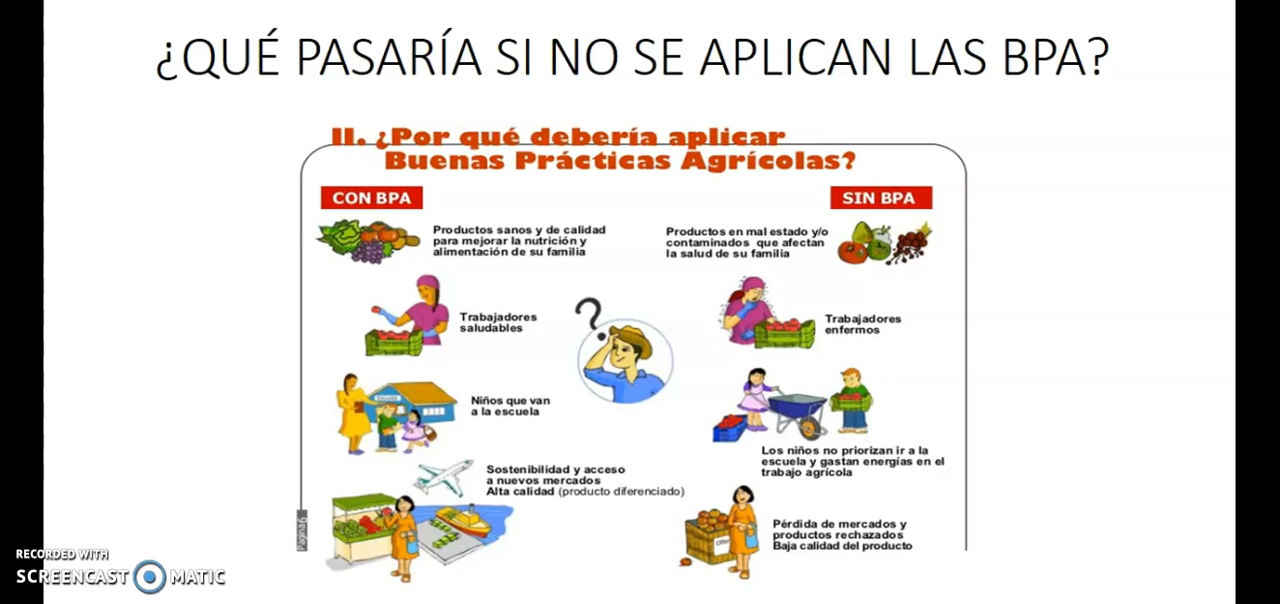 ¿QUÉ PASARÍA SI NO SE APLICAN LAS BPA?
II. ¿Por qué debería aplicar
Buenas Prácticas Agrícolas?
CON BPA
Productos sanos y de calidad
para mejorar la nutrición y
alimentación de su familia
Trabajadores
saludables
Escuela
Niños que van
a la escuela
Sostenibilidad y acceso
a nuevos mercados
Alta calidad (producto diferenciado)
?
SIN BPA
Productos en mal estado y/o
contaminados que afectan
la salud de su familia
Trabajadores
enfermos
Los niños no priorizan ir a la
escuela y gastan energías en el
trabajo agrícola
Pérdida de mercados y
productos rechazados
Baja calidad del producto
Página6
RECORDED WITH
SCREENCAST MATIC